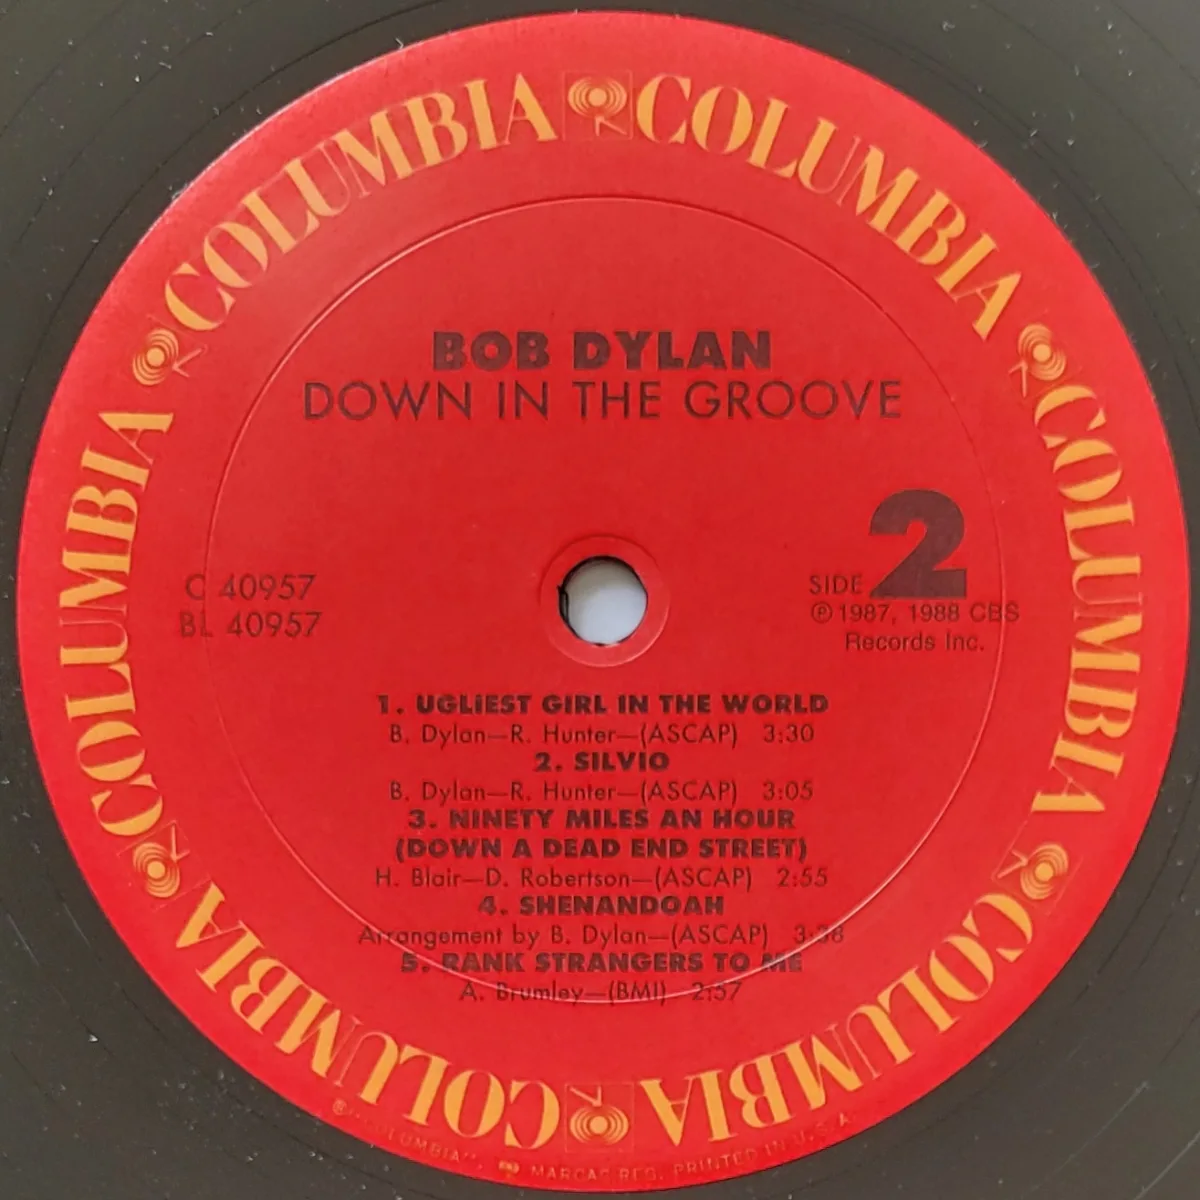 COLUMBIA COLUMBIA COLUMBIA COLUMBIA COLUMBIA COLUMBIA COLUMBIA COLUMBIA
BOB DYLAN
DOWN IN THE GROOVE
C 40957
BL 40957
SIDE 2
℗ 1987, 1988 CBS
Records Inc.
1. UGLIEST GIRL IN THE WORLD
B. Dylan—R. Hunter—(ASCAP) 3:30
2. SILVIO
B. Dylan—R. Hunter—(ASCAP) 3:05
3. NINETY MILES AN HOUR
(DOWN A DEAD END STREET)
H. Blair—D. Robertson—(ASCAP) 2:55
4. SHENANDOAH
Arrangement by B. Dylan—(ASCAP) 3:38
5. RANK STRANGERS TO ME
A. Brumley—(BMI) 2:57
® "COLUMBIA", MARCAS REG. PRINTED IN U.S.A.